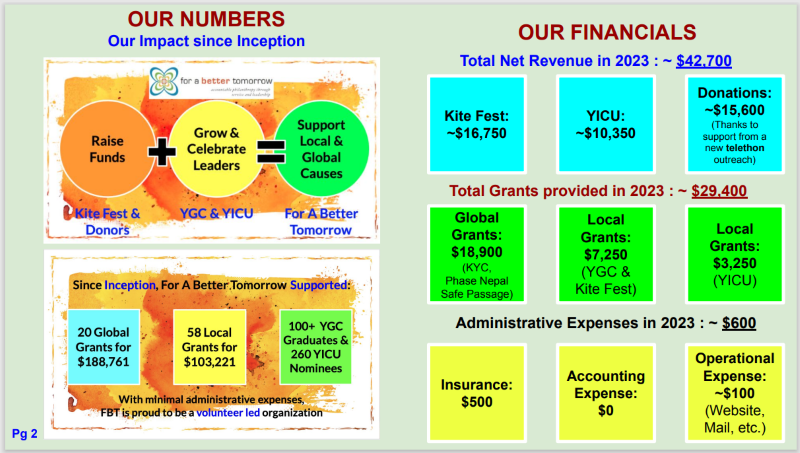 OUR NUMBERS
Our Impact since Inception
for a better tomorrow
sustainable philanthropy through
service and leadership
Raise
Funds
+
Grow &
Celebrate
Leaders
=
Support
Local &
Global
Causes
Kite Fest &
Donors
YGC & YICU
For A Better
Tomorrow
Since Inception, For A Better Tomorrow Supported:
20 Global
Grants for
$188,761
58 Local
Grants for
$103,221
100+ YGC
Graduates &
260 YICU
Nominees
With minimal administrative expenses,
FBT is proud to be a volunteer led organization
Pg 2
OUR FINANCIALS
Total Net Revenue in 2023 : ~ $42,700
Kite Fest:
~$16,750
YICU:
~$10,350
Donations:
~$15,600
(Thanks to
support from a
new telethon
outreach)
Total Grants provided in 2023 : ~ $29,400
Global
Grants:
$18,900
(KYC,
Phase Nepal
Safe Passage)
Local
Grants:
$7,250
(YGC &
Kite Fest)
Local
Grants:
$3,250
(YICU)
Administrative Expenses in 2023 : ~ $600
Insurance:
$500
Accounting
Expense:
$0
Operational
Expense:
~$100
(Website,
Mail, etc.)